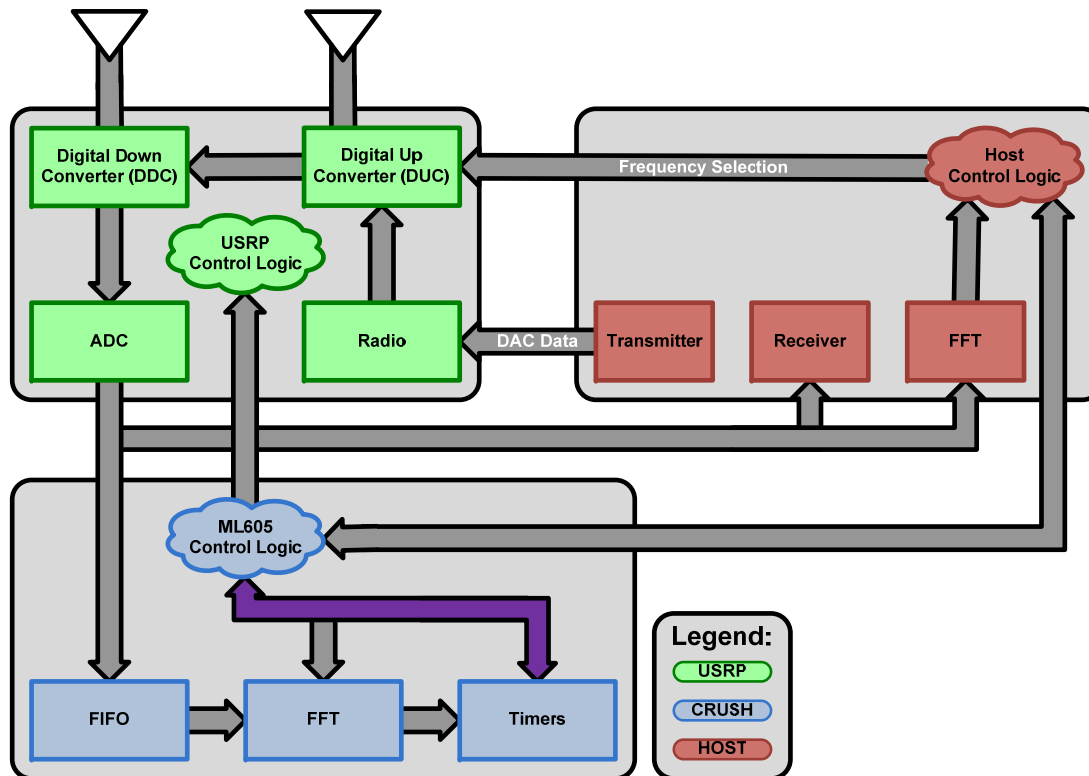 Digital Down
Converter (DDC)
Digital Up
Converter (DUC)
Frequency Selection
Host
Control Logic
USRP
Control Logic
ADC
Radio
DAC Data
Transmitter
Receiver
FFT
ML605
Control Logic
FIFO
FFT
Timers
Legend:
USRP
CRUSH
HOST